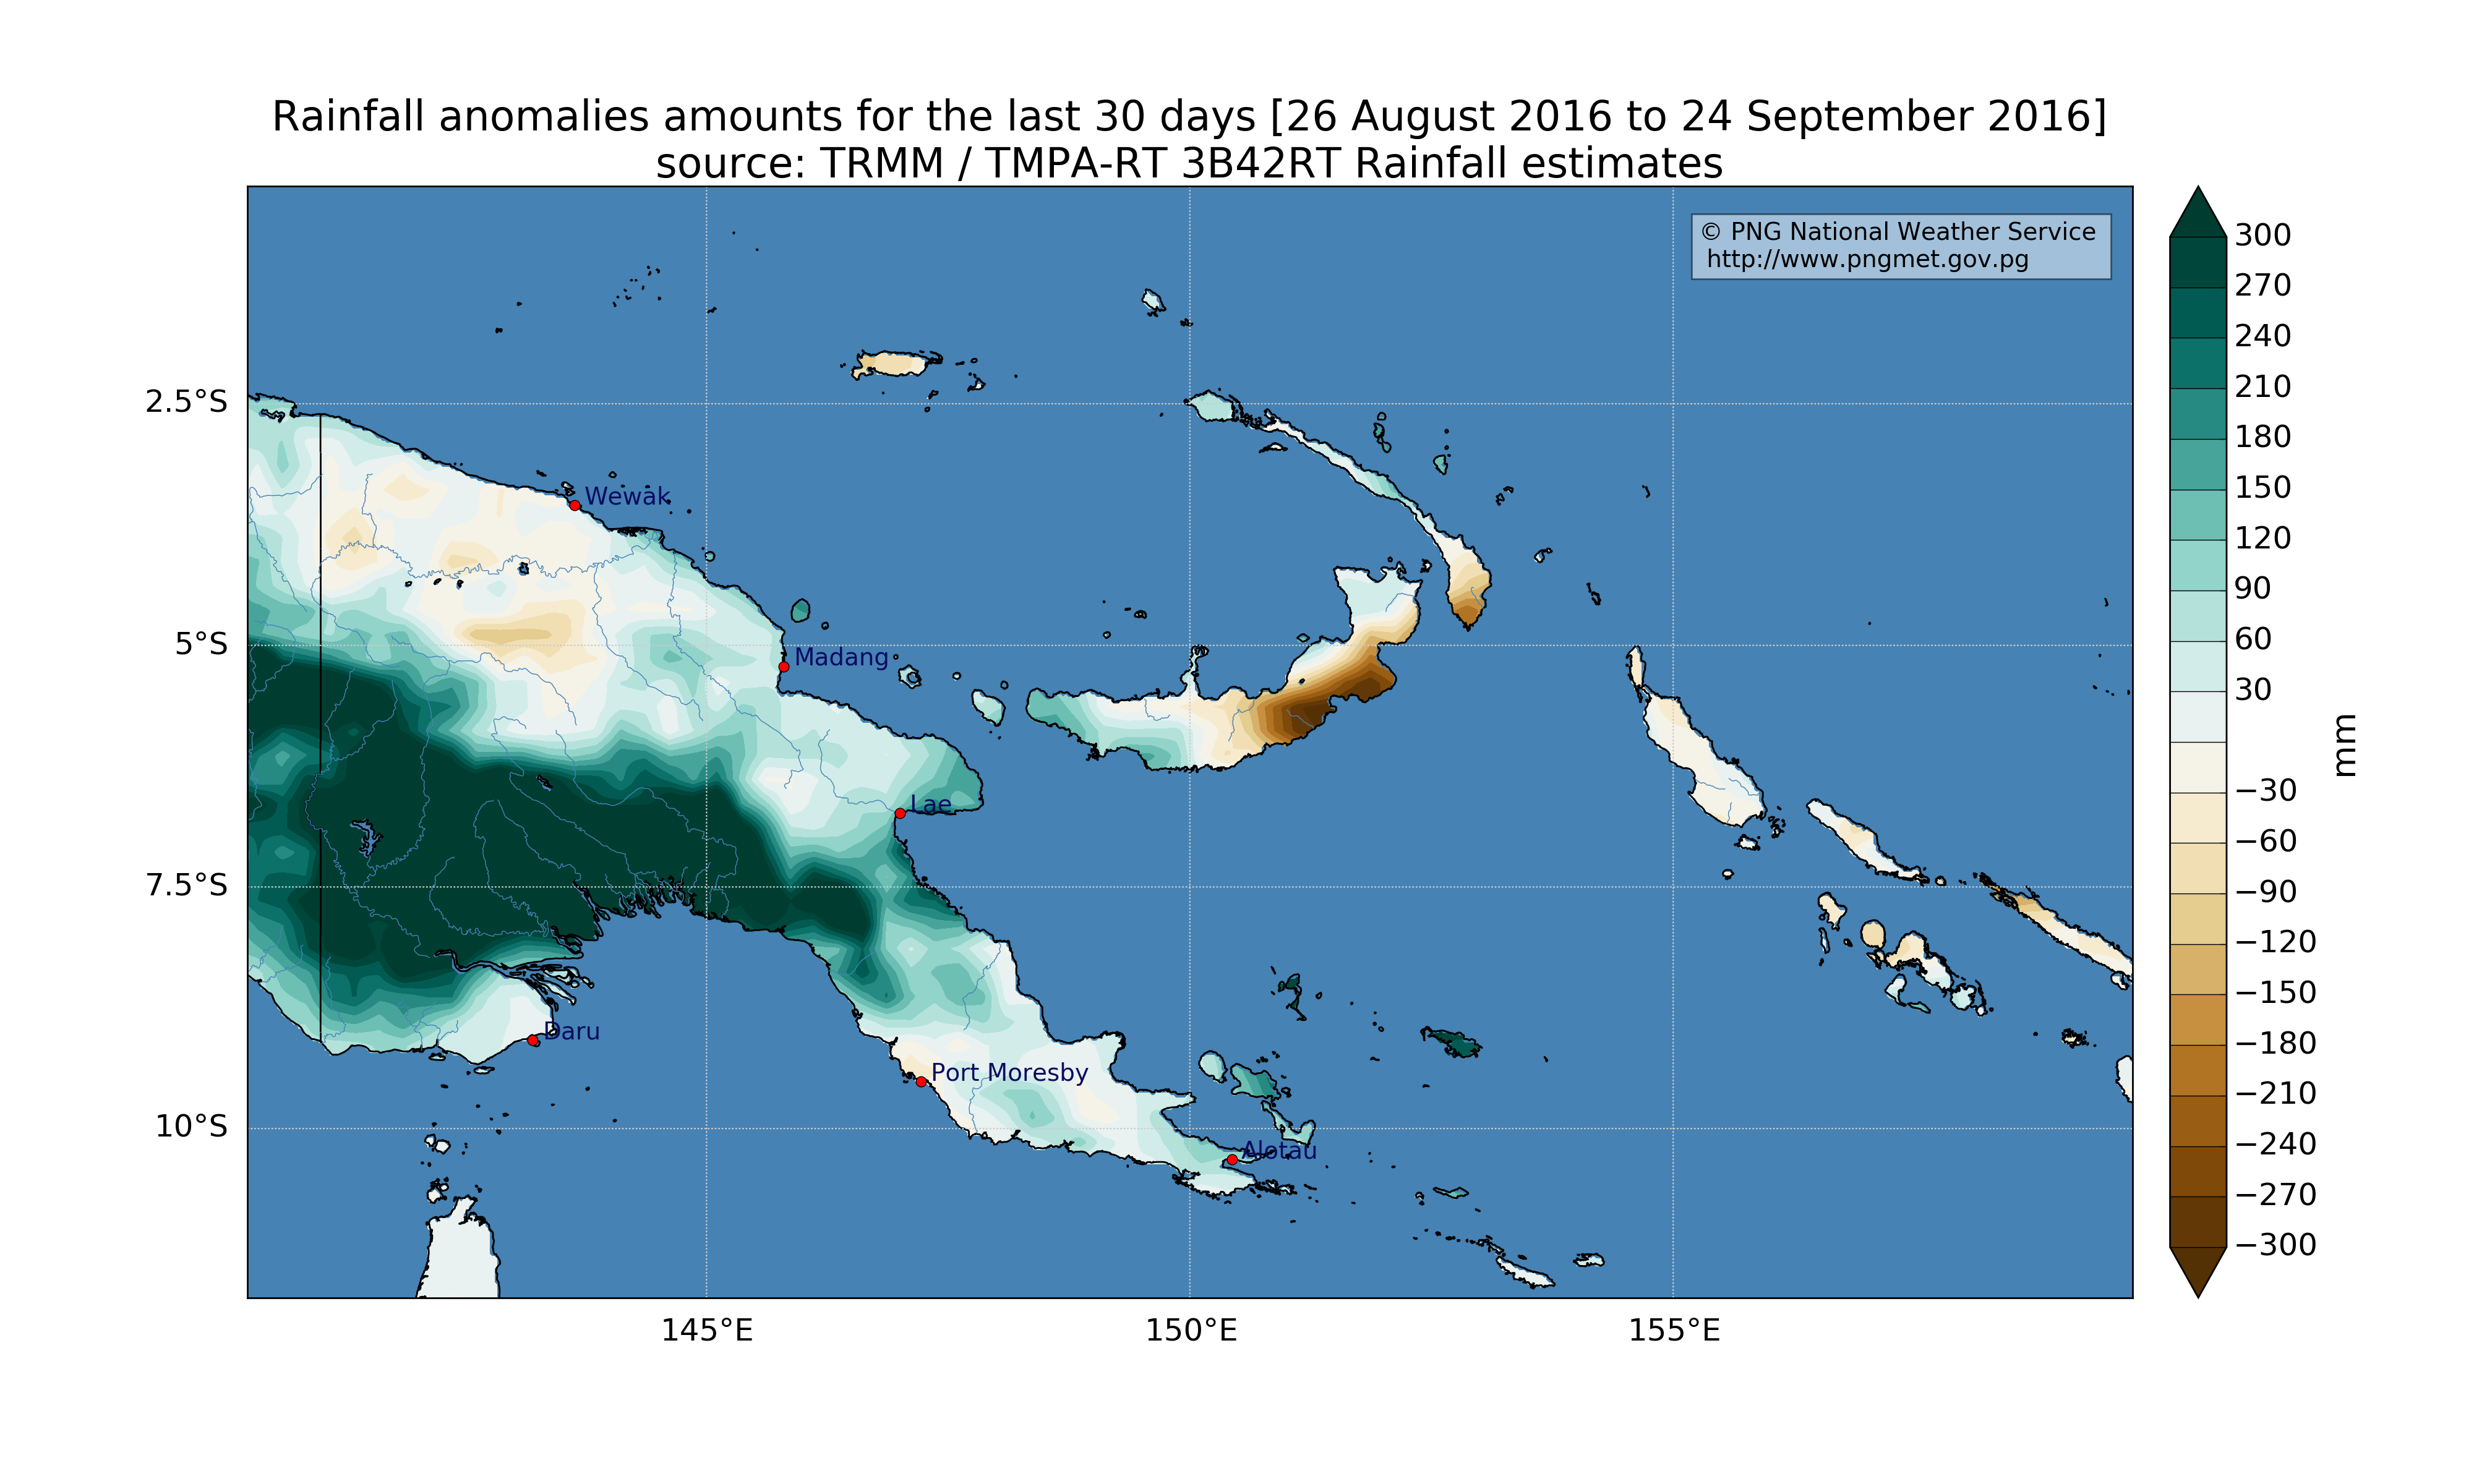 Rainfall anomalies amounts for the last 30 days [26 August 2016 to 24 September 2016]
source: TRMM / TMPA-RT 3B42RT Rainfall estimates
© PNG National Weather Service
http://www.pngmet.gov.pg
2.5°S
5°S
7.5°S
10°S
145°E
150°E
155°E
Wewak
Madang
Lae
Daru
Port Moresby
Alotau
300
270
240
210
180
150
120
90
60
30
−30
−60
−90
−120
−150
−180
−210
−240
−270
−300
mm